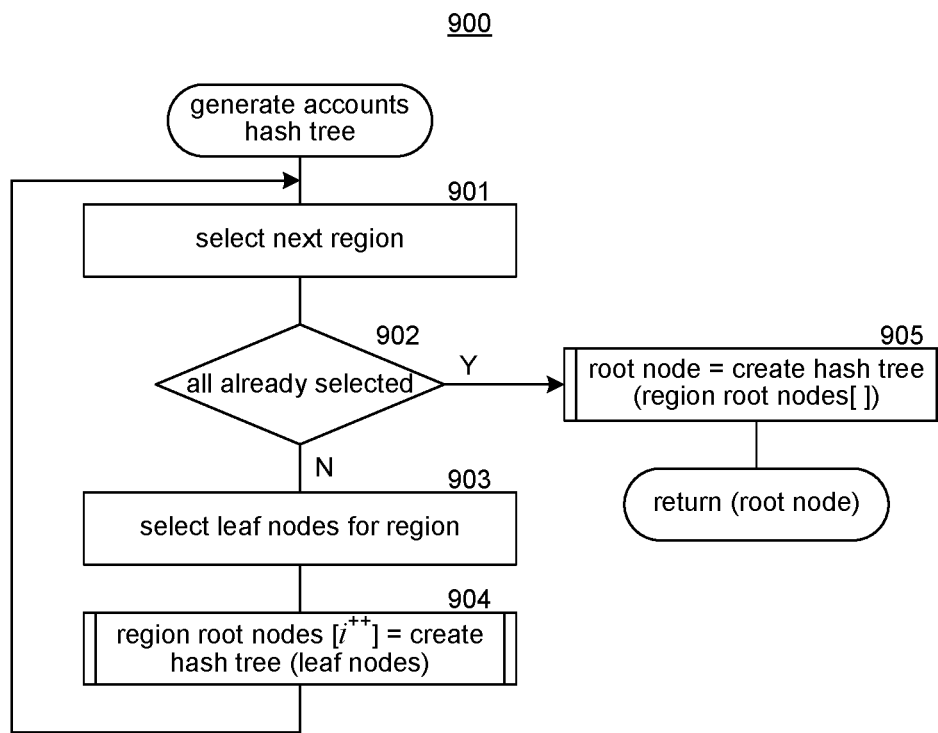 900
generate accounts
hash tree
901
select next region
902
all already selected
Y
N
903
select leaf nodes for region
904
region root nodes [i++] = create
hash tree (leaf nodes)
905
root node = create hash tree
(region root nodes[ ])
return (root node)